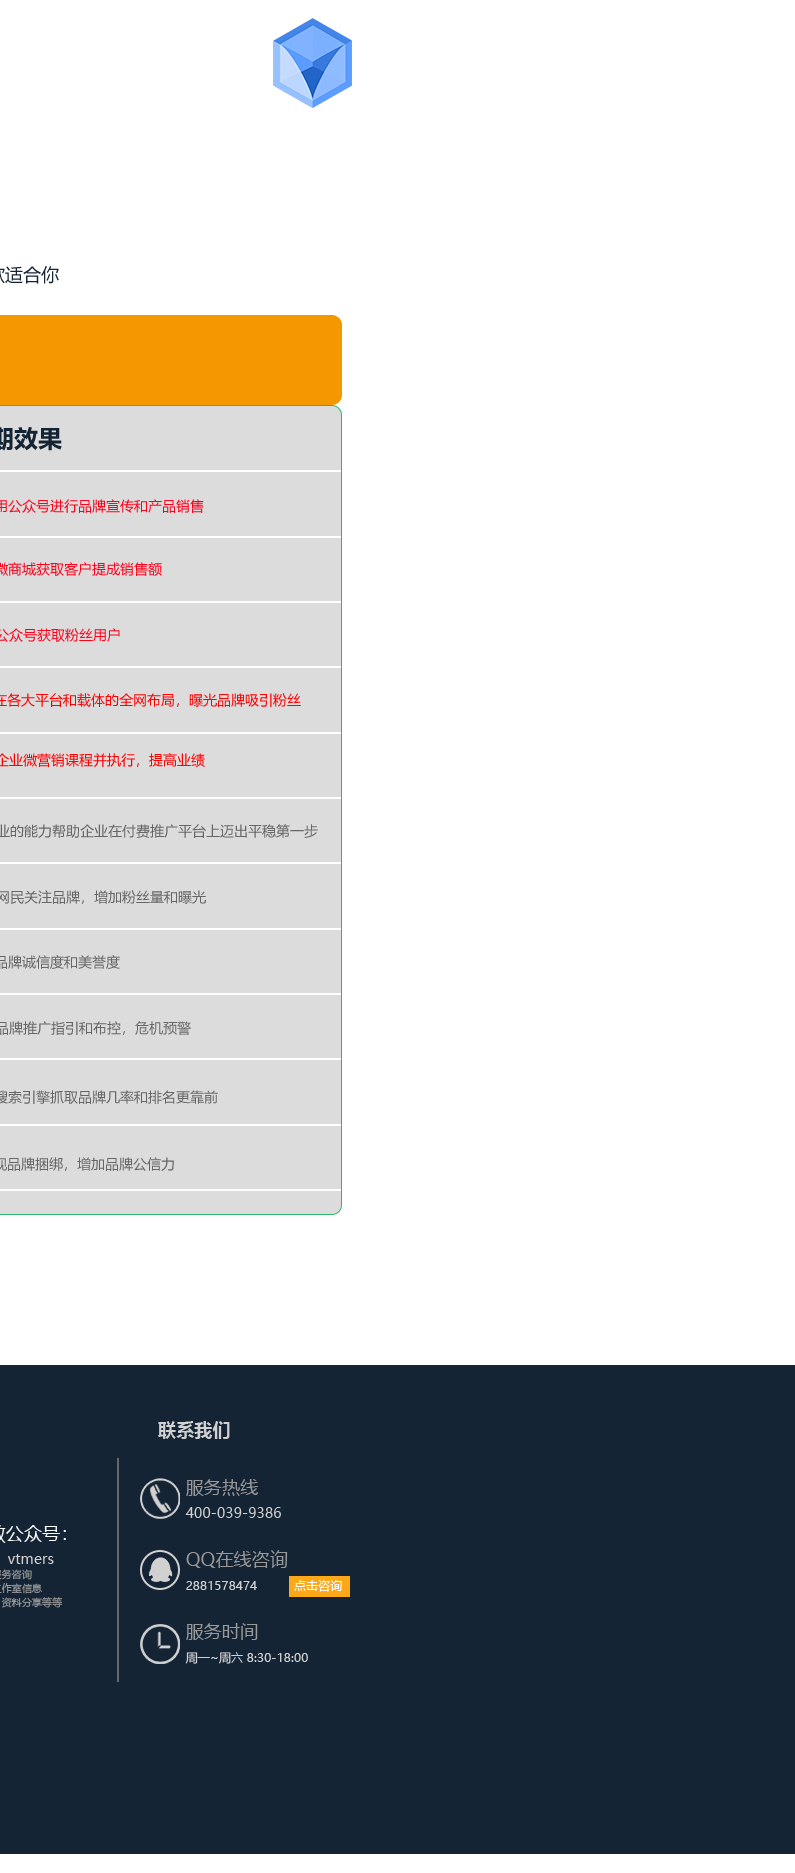 适合你
期效果
用公众号进行品牌宣传和产品销售
微商城获取客户提成销售额
公众号获取粉丝用户
在各大平台和载体的全网布局，曝光品牌吸引粉丝
企业微营销课程并执行，提高业绩
业的能力帮助企业在付费推广平台上迈出平稳第一步
网民关注品牌，增加粉丝量和曝光
品牌诚信度和美誉度
品牌推广指引和布控，危机预警
搜索引擎抓取品牌几率和排名更靠前
现品牌捆绑，增加品牌公信力
公众号：
vtmers
服务咨询
工作室信息
资料分享等等
联系我们
服务热线
400-039-9386
QQ在线咨询
2881578474
点击咨询
服务时间
周一~周六 8:30-18:00